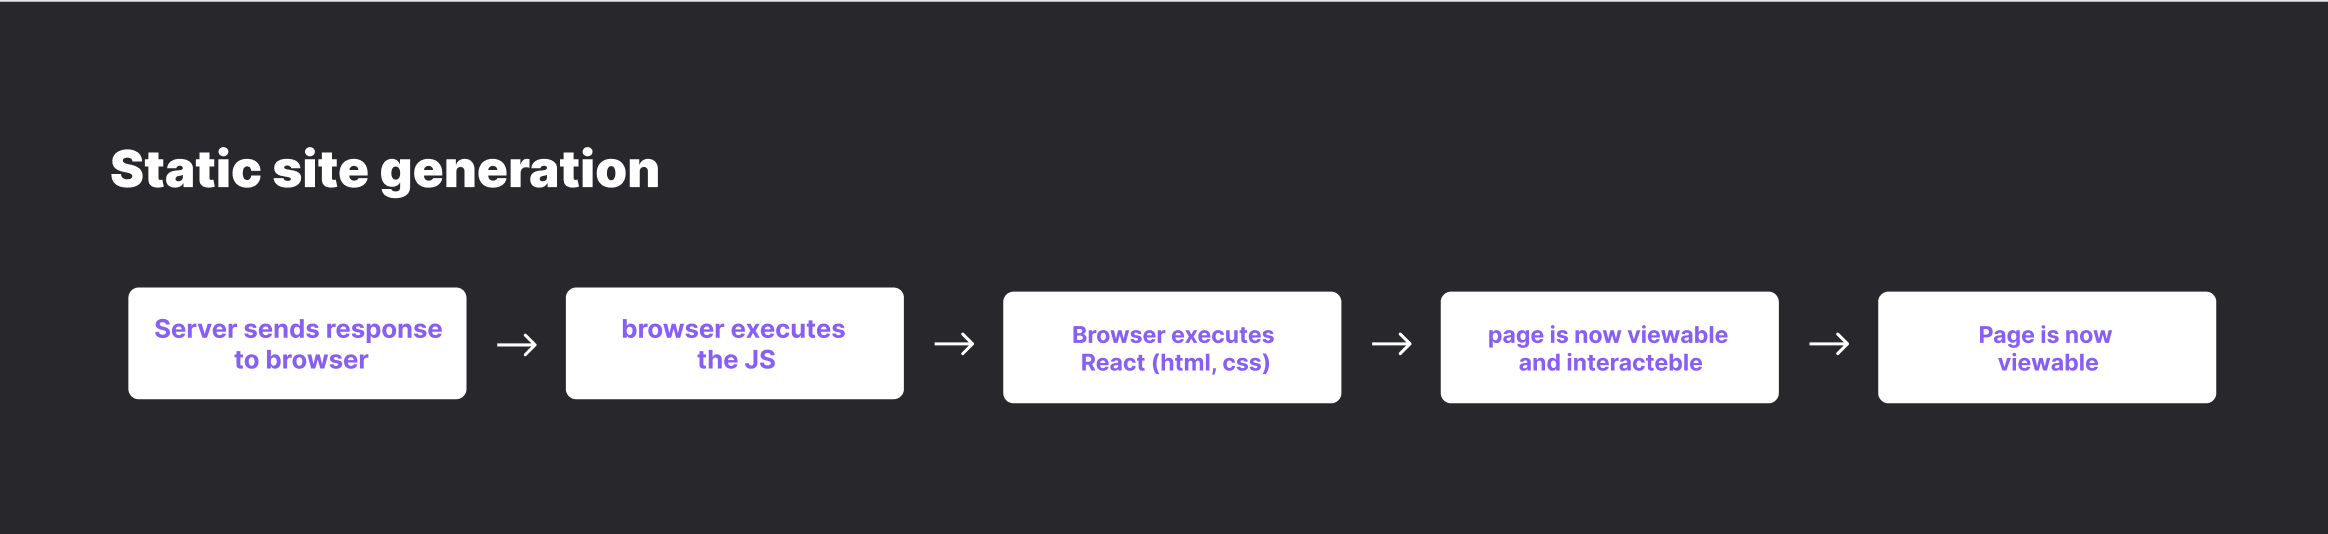 Static site generation
Server sends response
to browser
browser executes
the JS
Browser executes
React (html, css)
page is now viewable
and interacteble
Page is now
viewable